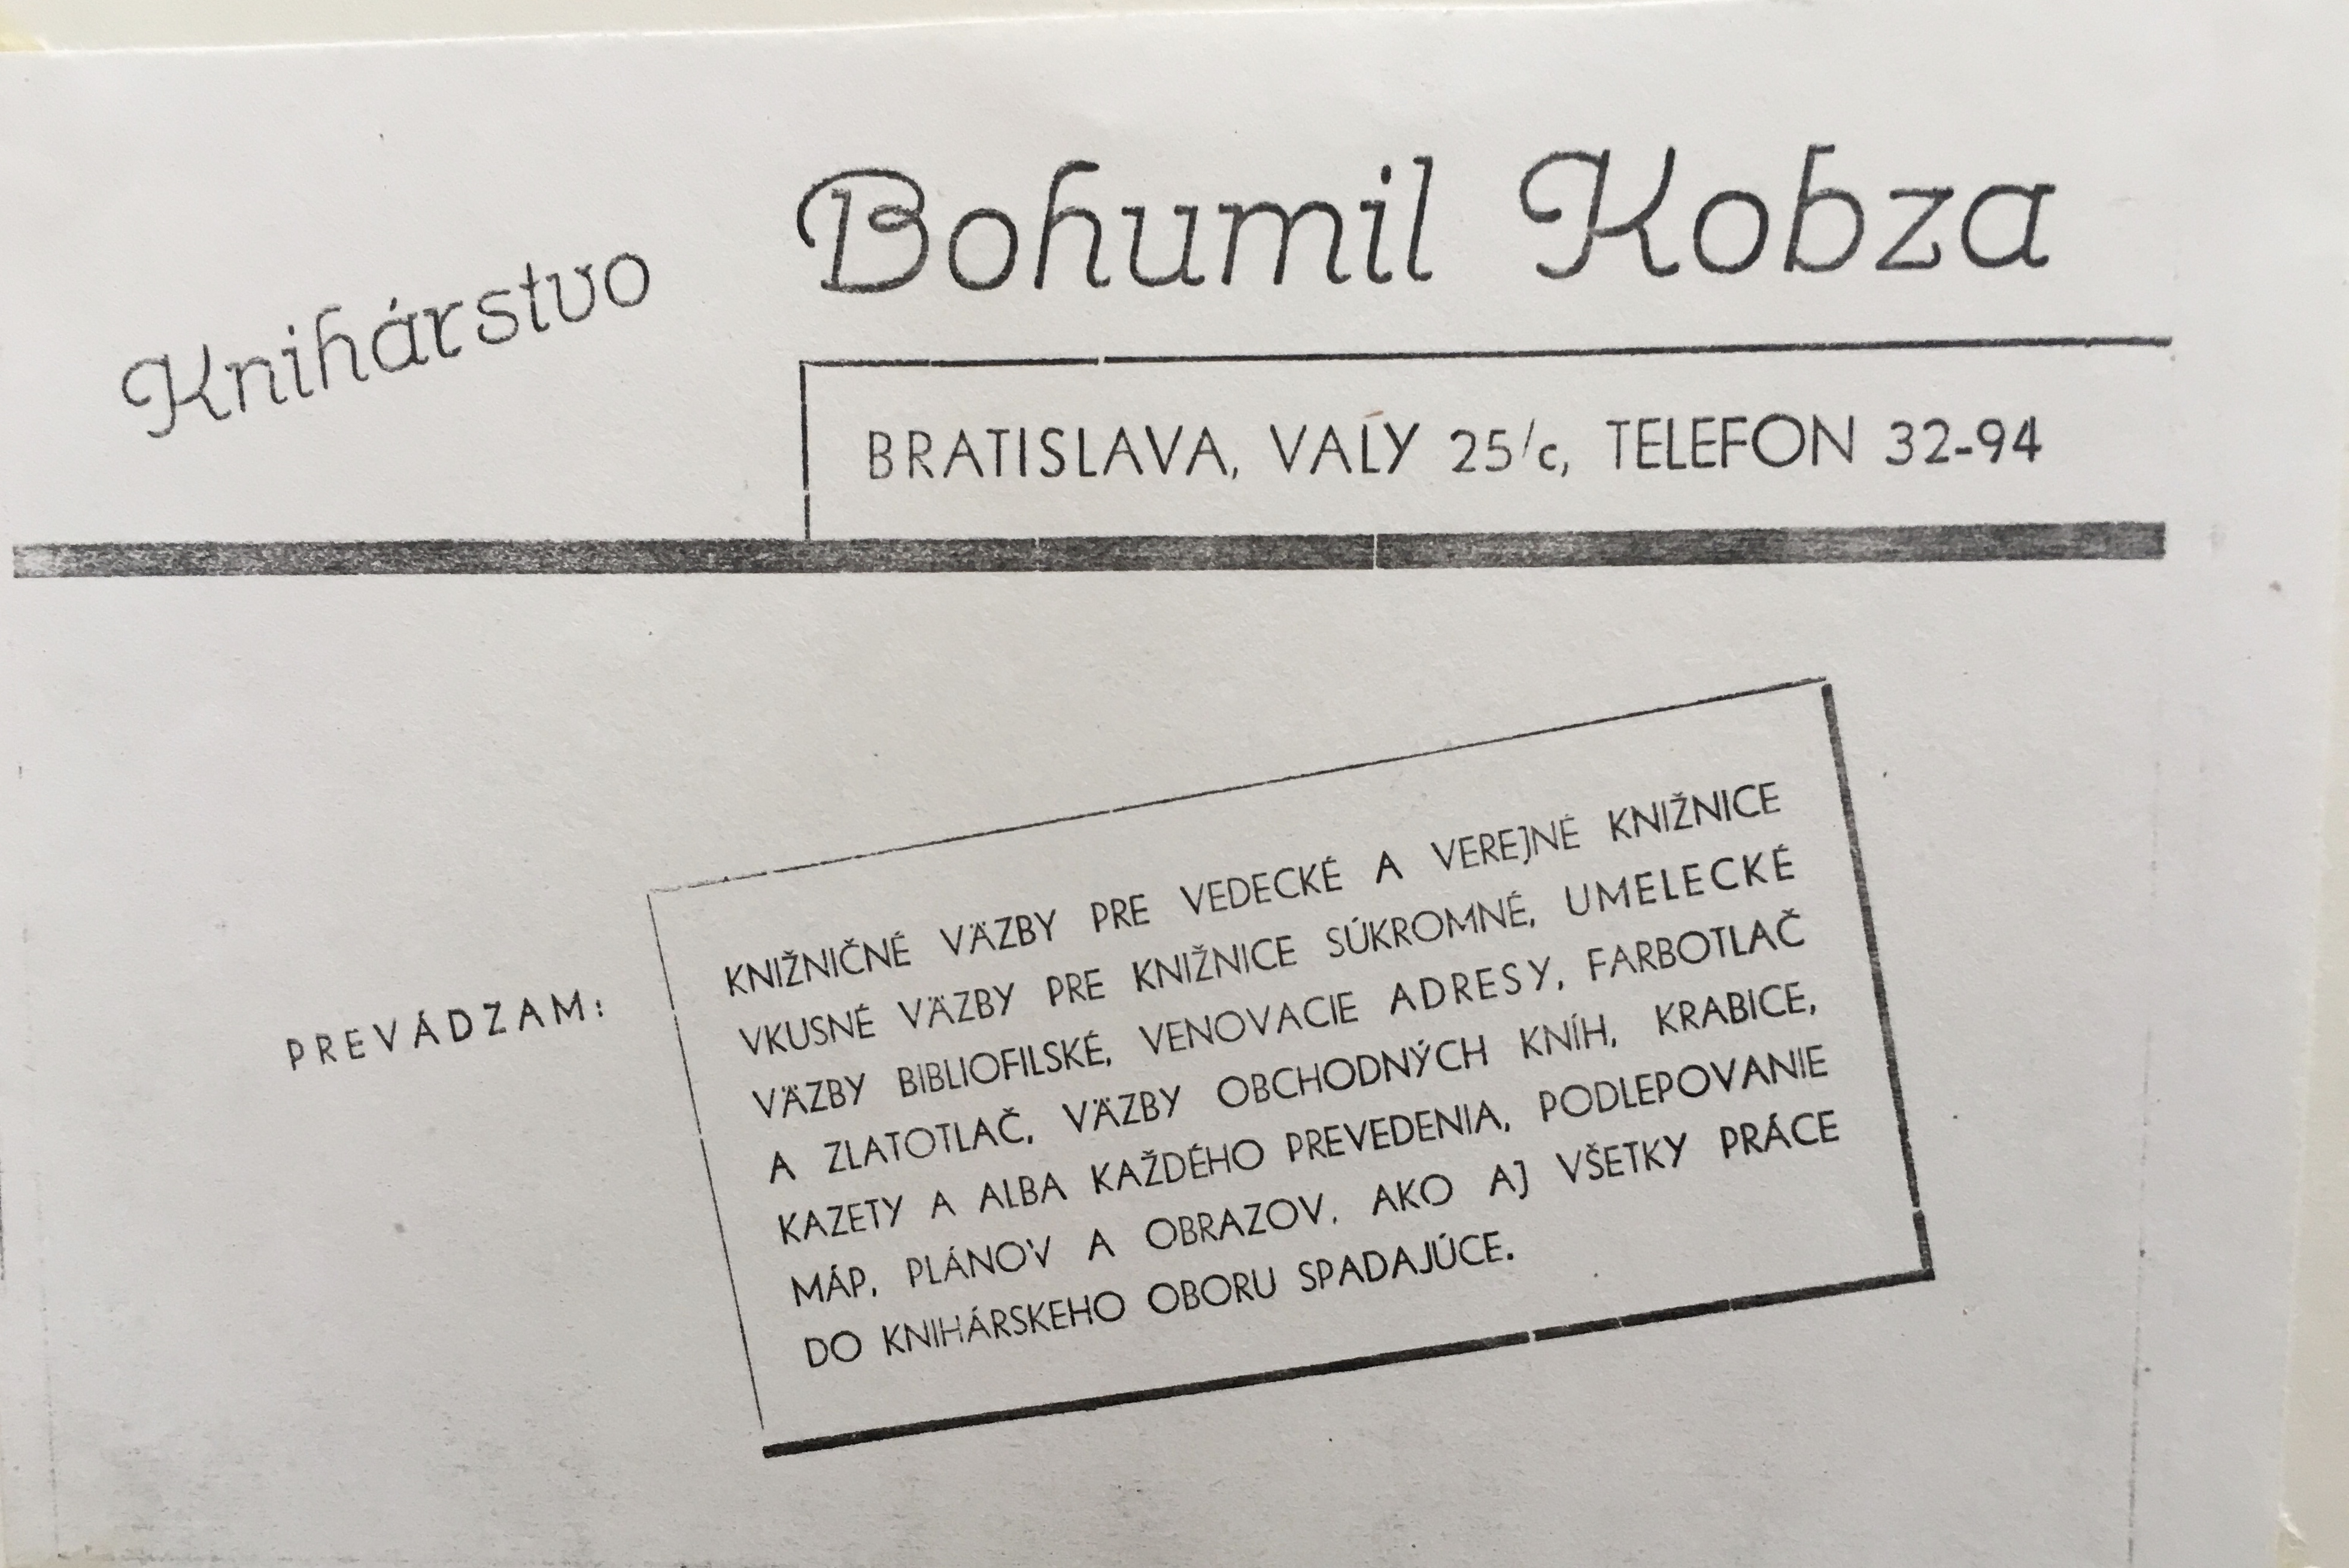 Knihárstvo
Bohumil Kobza
BRATISLAVA, VALÝ 25/c, TELEFON 32-94
PREVÁDZAM:
KNIŽNIČNÉ VÄZBY PRE VEDECKÉ A VEREJNÉ KNIŽNICE
VKUSNÉ VÄZBY PRE KNIŽNICE SÚKROMNÉ, UMELECKÉ
VÄZBY BIBLIOFILSKÉ, VENOVACIE ADRESY, FARBOTLAČ
A ZLATOTLAČ, VÄZBY OBCHODNÝCH KNÍH, KRABICE,
KAZETY A ALBA KAŽDÉHO PREVEDENIA, PODLEPOVANIE
MÁP, PLÁNOV A OBRAZOV, AKO AJ VŠETKY PRÁCE
DO KNIHÁRSKEHO OBORU SPADAJÚCE.